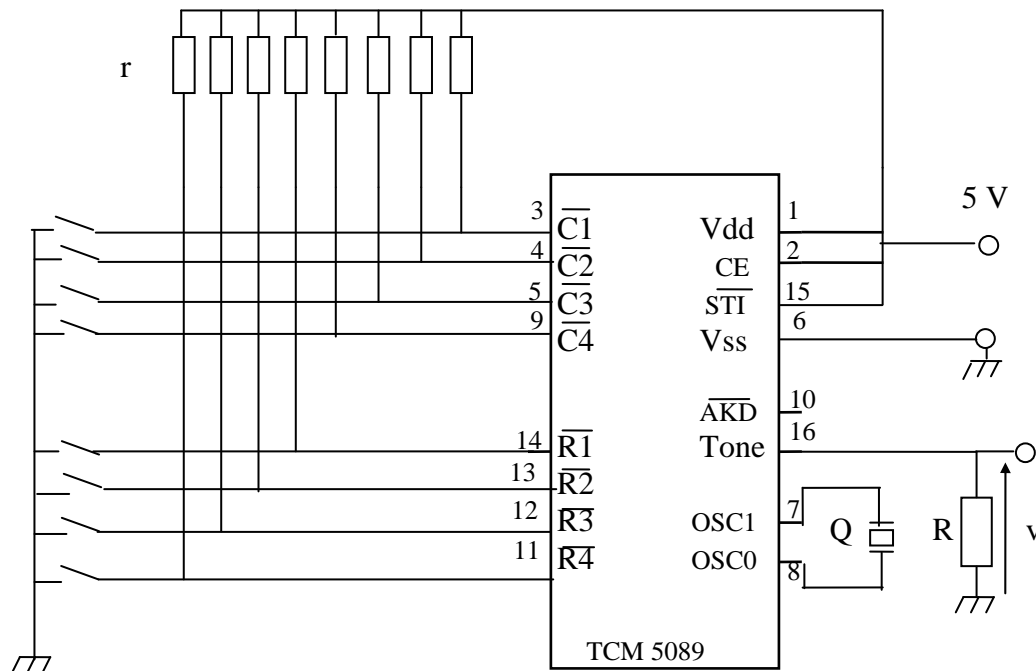 r
5 V
3 C1 Vdd 1
4 C2 CE 2
5 C3 STI 15
9 C4 Vss 6
AKD 10
14 R1 Tone 16
13 R2
12 R3 OSC1 7 Q R v
11 R4 OSC0 8
TCM 5089